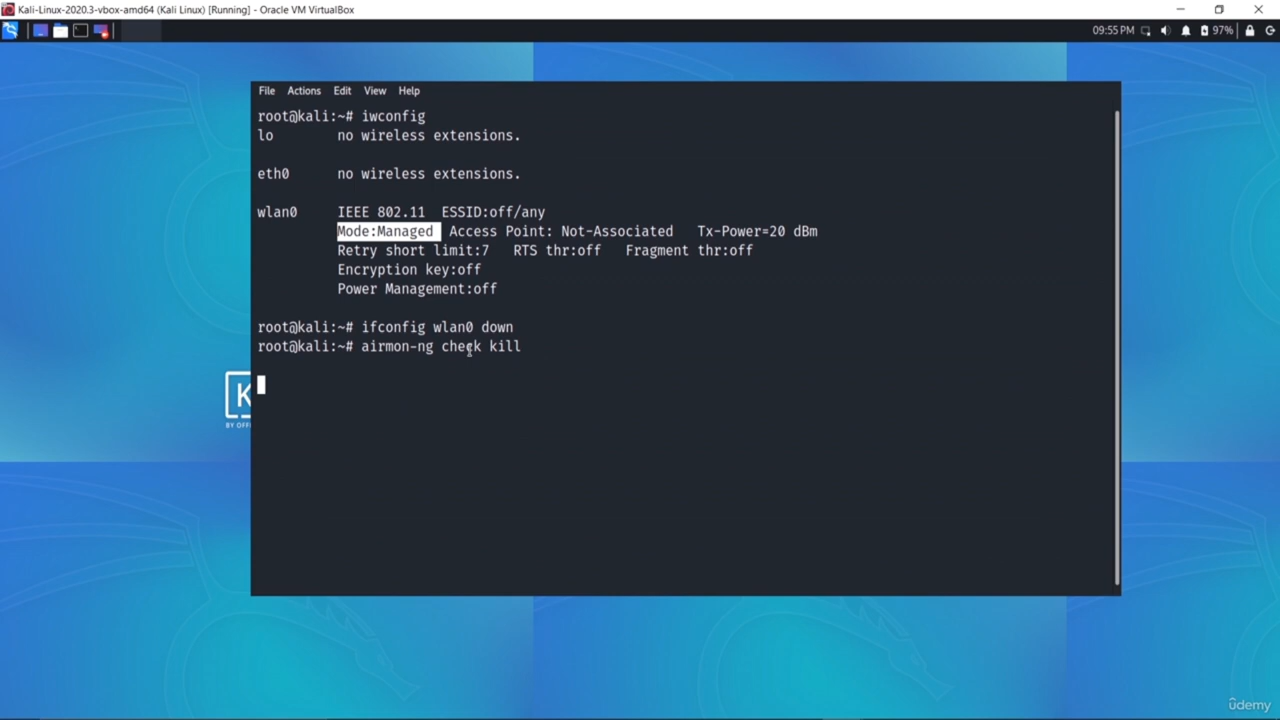 Kali-Linux-2020.3-vbox-amd64 (Kali Linux) [Running] - Oracle VM VirtualBox
09:55 PM 97%
File Actions Edit View Help
root@kali:~# iwconfig
lo no wireless extensions.
eth0 no wireless extensions.
wlan0 IEEE 802.11 ESSID:off/any
Mode:Managed Access Point: Not-Associated Tx-Power=20 dBm
Retry short limit:7 RTS thr:off Fragment thr:off
Encryption key:off
Power Management:off
root@kali:~# ifconfig wlan0 down
root@kali:~# airmon-ng check kill
K
BY OFF
ûdemy